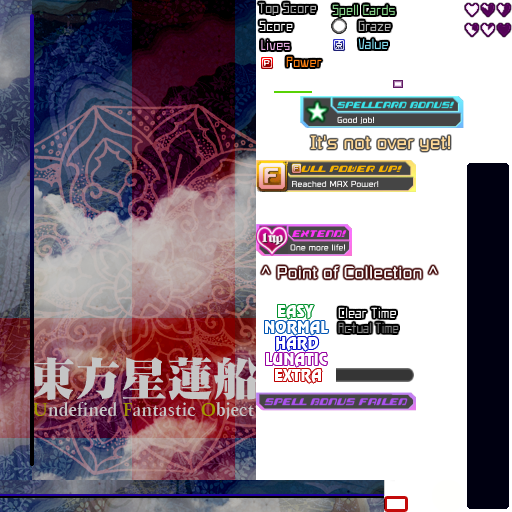 Top Score
Spell Cards
Score
Graze
Lives
Value
P Power
SPELLCARD BONUS!
Good job!
It's not over yet!
F
FULL POWER UP!
Reached MAX Power!
1up
EXTEND!
One more life!
^ Point of Collection ^
EASY
NORMAL
HARD
LUNATIC
EXTRA
Clear Time
Actual Time
東方星蓮船
Undefined Fantastic Object
SPELL BONUS FAILED